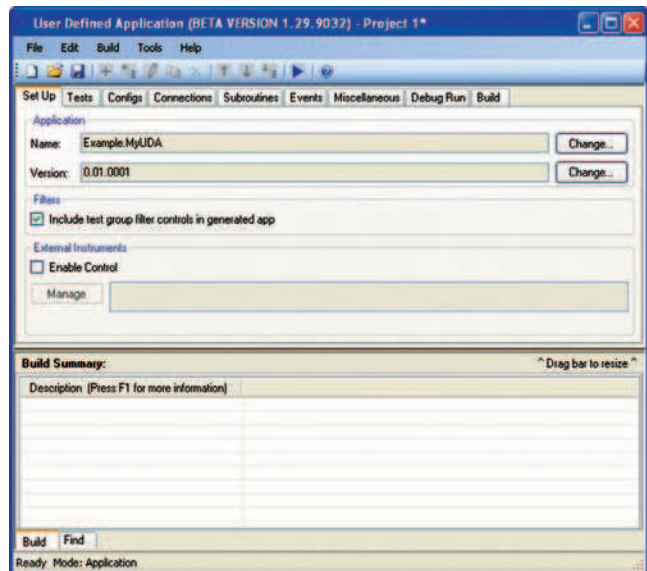 User Defined Application (BETA VERSION 1.29.9032) - Project 1*
File Edit Build Tools Help
Set Up Tests Configs Connections Subroutines Events Miscellaneous Debug Run Build
Application
Name: Example.MyUDA Change...
Version: 0.01.0001 Change...
Filters
Include test group filter controls in generated app
External Instruments
Enable Control
Manage
Build Summary: ^ Drag bar to resize ^
Description (Press F1 for more information)
Build Find
Ready Mode: Application